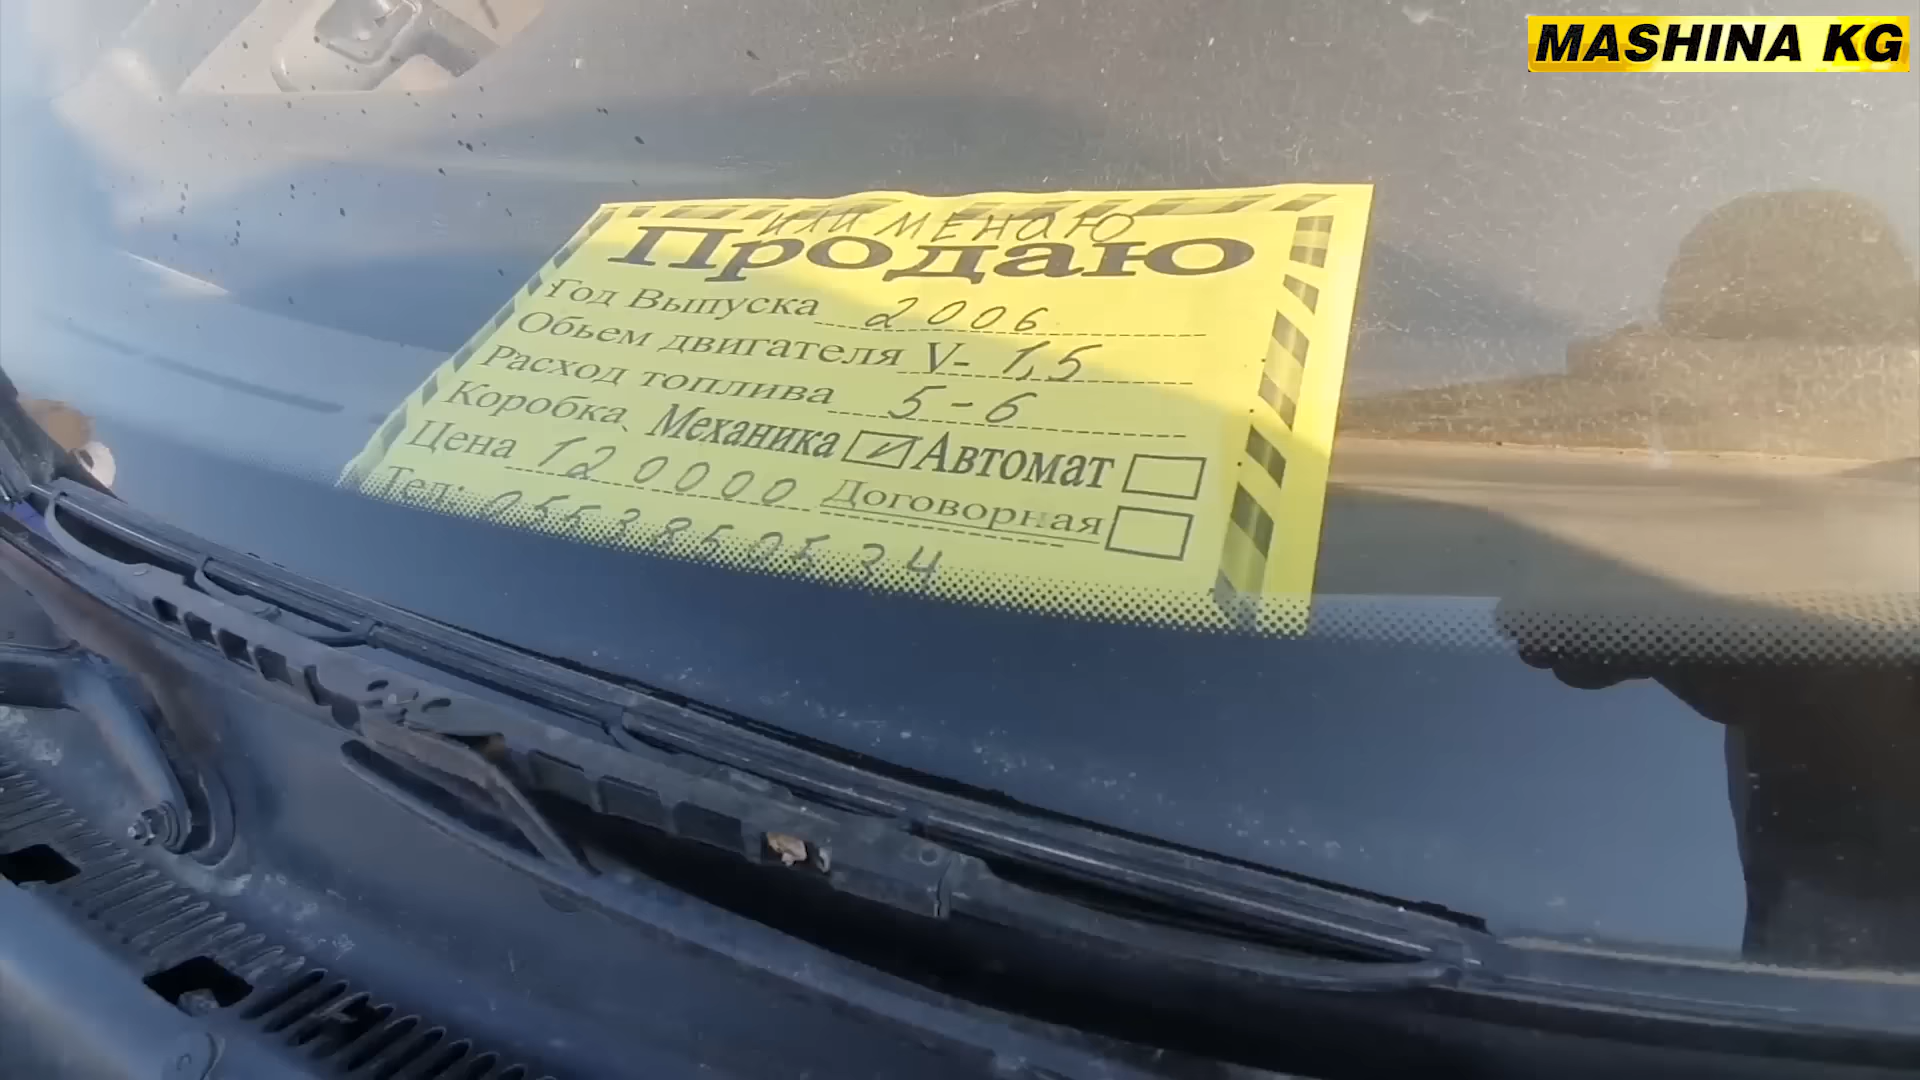 MASHINA KG
или меняю
Продаю
Год Выпуска 2006
Обьем двигателя V- 1,5
Расход топлива 5-6
Коробка Механика Автомат
Цена 120000 Договорная
Тел: